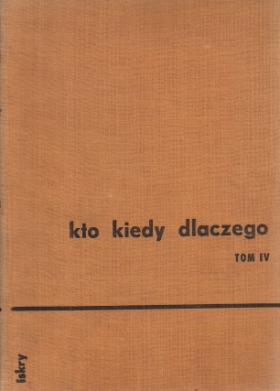 kto kiedy dlaczego
TOM IV
iskry